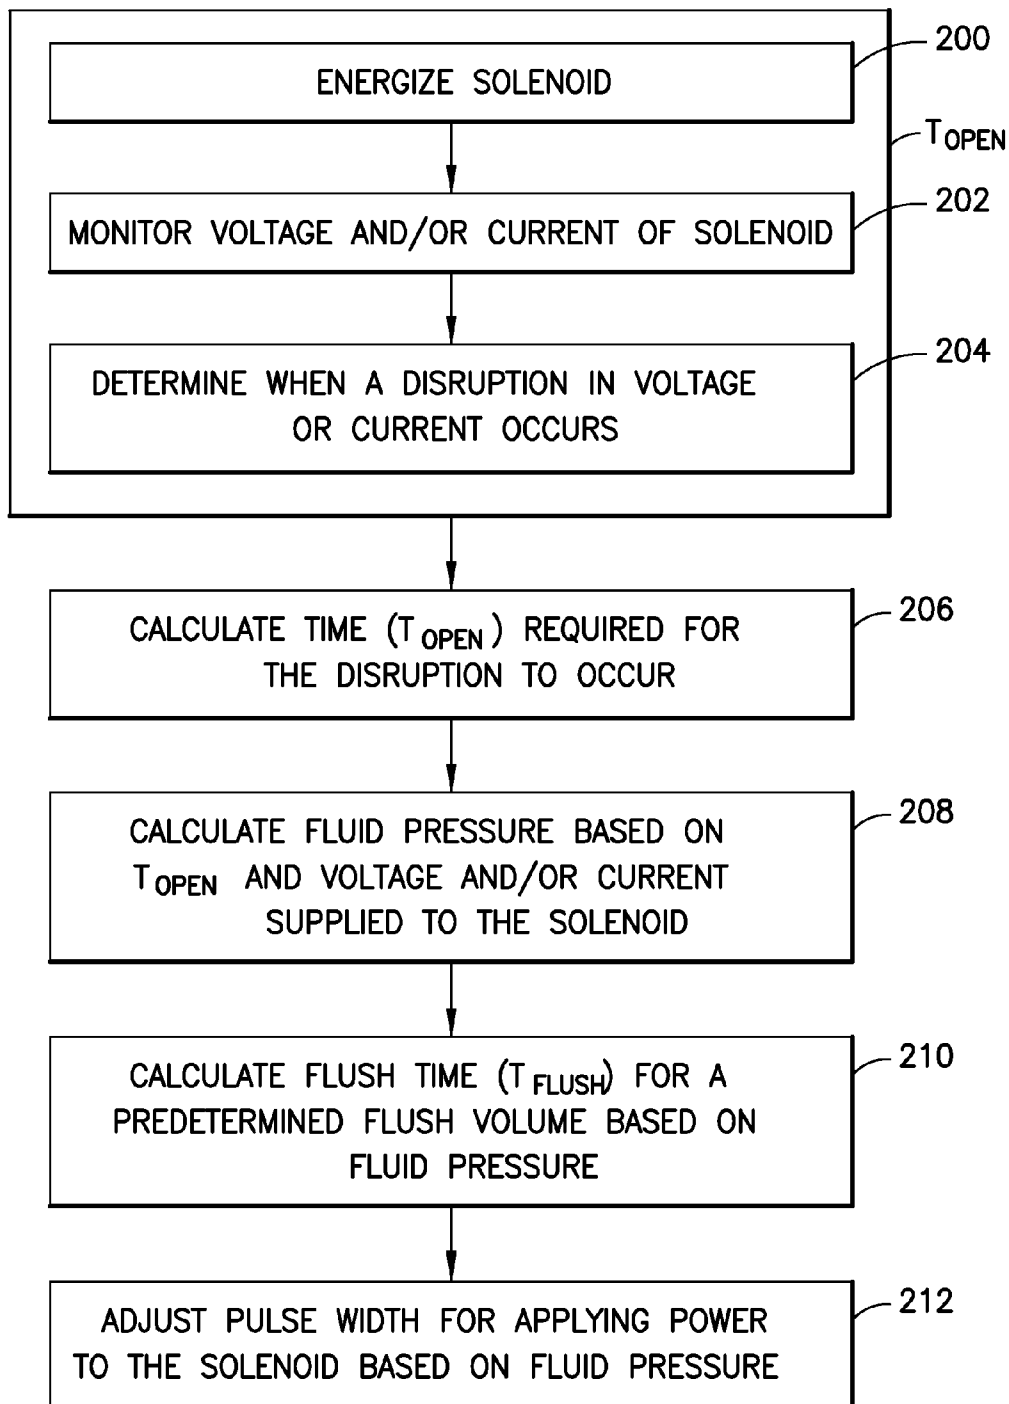 200
ENERGIZE SOLENOID
TOPEN
202
MONITOR VOLTAGE AND/OR CURRENT OF SOLENOID
204
DETERMINE WHEN A DISRUPTION IN VOLTAGE
OR CURRENT OCCURS
206
CALCULATE TIME (TOPEN) REQUIRED FOR
THE DISRUPTION TO OCCUR
208
CALCULATE FLUID PRESSURE BASED ON
TOPEN AND VOLTAGE AND/OR CURRENT
SUPPLIED TO THE SOLENOID
210
CALCULATE FLUSH TIME (TFLUSH) FOR A
PREDETERMINED FLUSH VOLUME BASED ON
FLUID PRESSURE
212
ADJUST PULSE WIDTH FOR APPLYING POWER
TO THE SOLENOID BASED ON FLUID PRESSURE